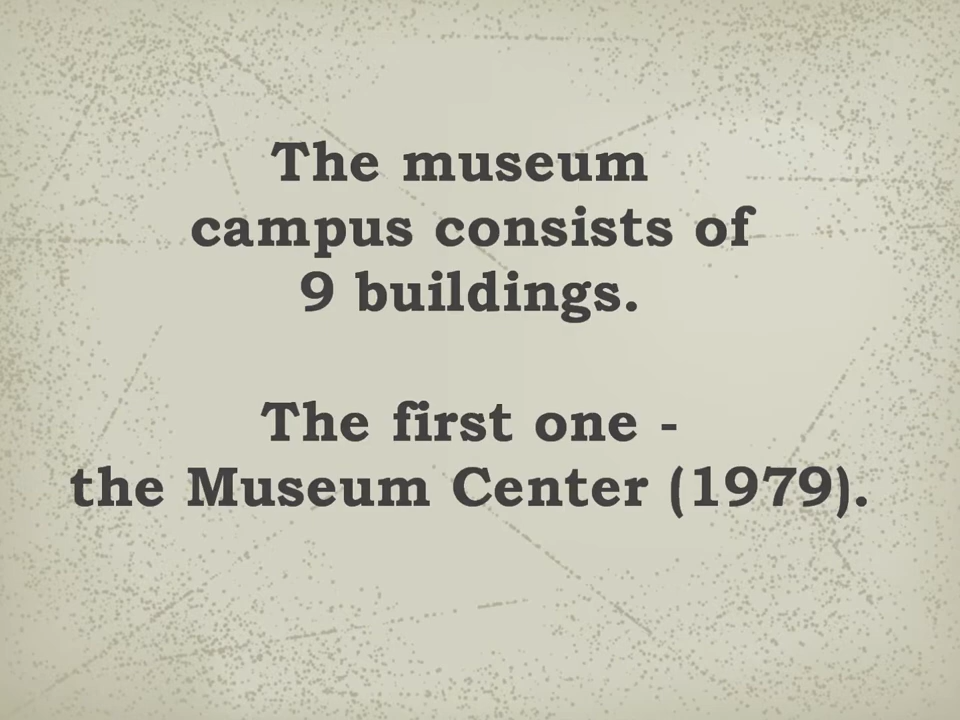 The museum
campus consists of
9 buildings.
The first one -
the Museum Center (1979).